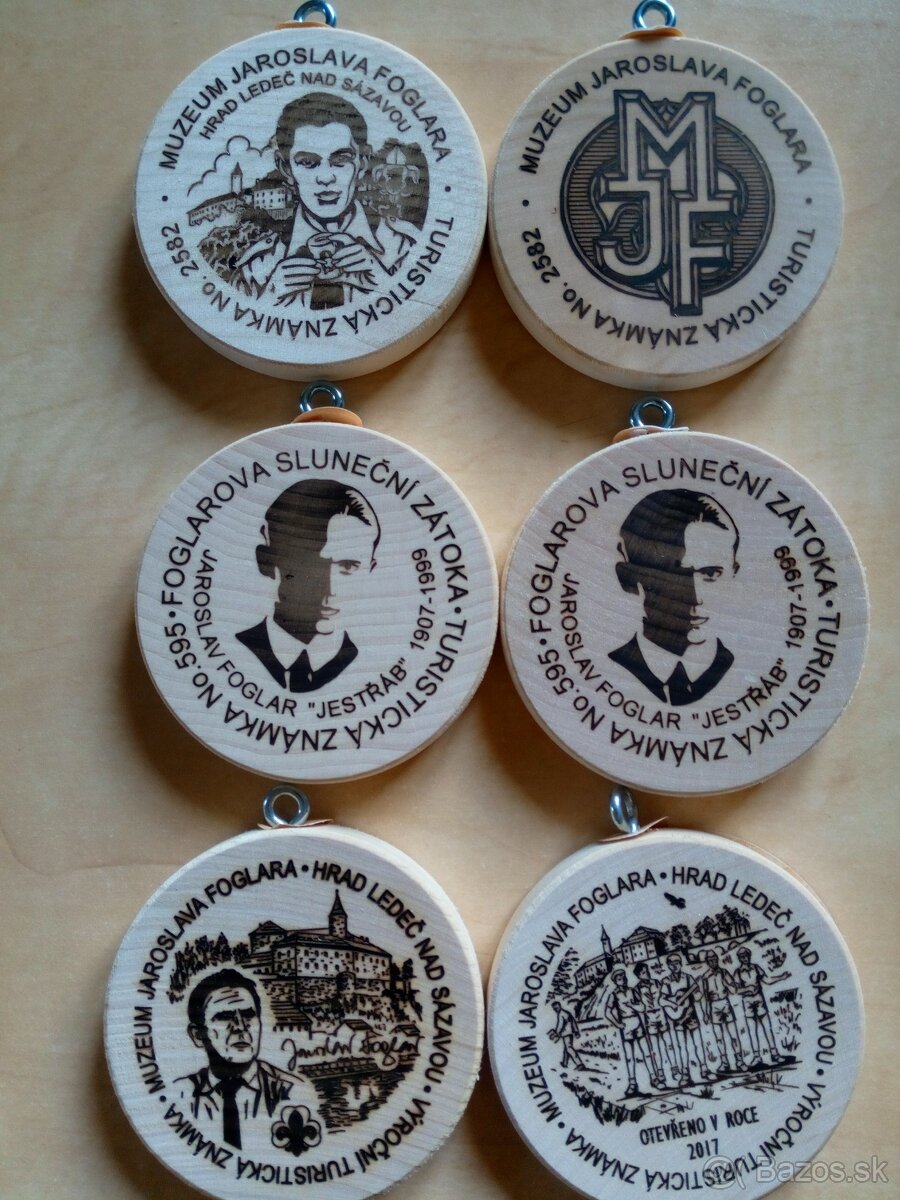 MUZEUM JAROSLAVA FOGLARA
HRAD LEDEČ NAD SÁZAVOU
TURISTICKÁ ZNÁMKA No. 2582
MUZEUM JAROSLAVA FOGLARA
MJF
TURISTICKÁ ZNÁMKA No. 2582
FOGLAROVA SLUNEČNÍ ZÁTOKA • TURISTICKÁ ZNÁMKA No.595 •
JAROSLAV FOGLAR "JESTŘÁB" 1907-1999
FOGLAROVA SLUNEČNÍ ZÁTOKA • TURISTICKÁ ZNÁMKA No.595 •
JAROSLAV FOGLAR "JESTŘÁB" 1907-1999
MUZEUM JAROSLAVA FOGLARA • HRAD LEDEČ NAD SÁZAVOU • VÝROČNÍ TURISTICKÁ ZNÁMKA •
Jaroslav Foglar
MUZEUM JAROSLAVA FOGLARA • HRAD LEDEČ NAD SÁZAVOU • VÝROČNÍ TURISTICKÁ ZNÁMKA •
OTEVŘENO V ROCE
2017
Bazos.sk